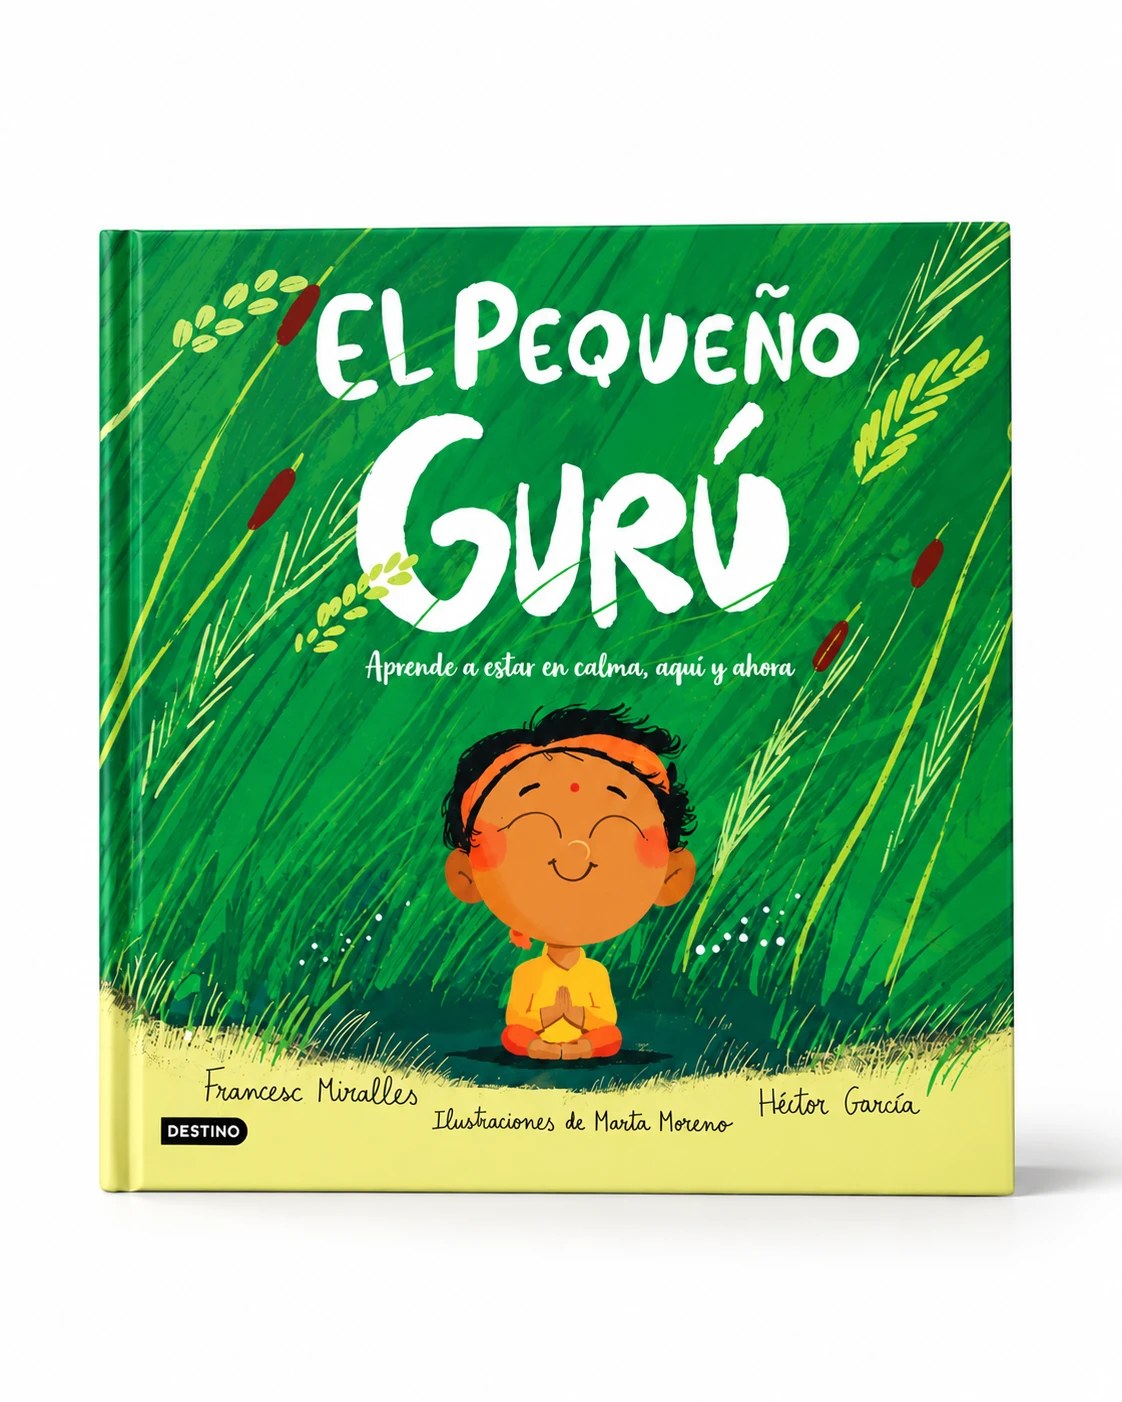 EL PEQUEÑO
GURÚ
Aprende a estar en calma, aquí y ahora
Francesc Miralles
Héctor García
Ilustraciones de Marta Moreno
DESTINO